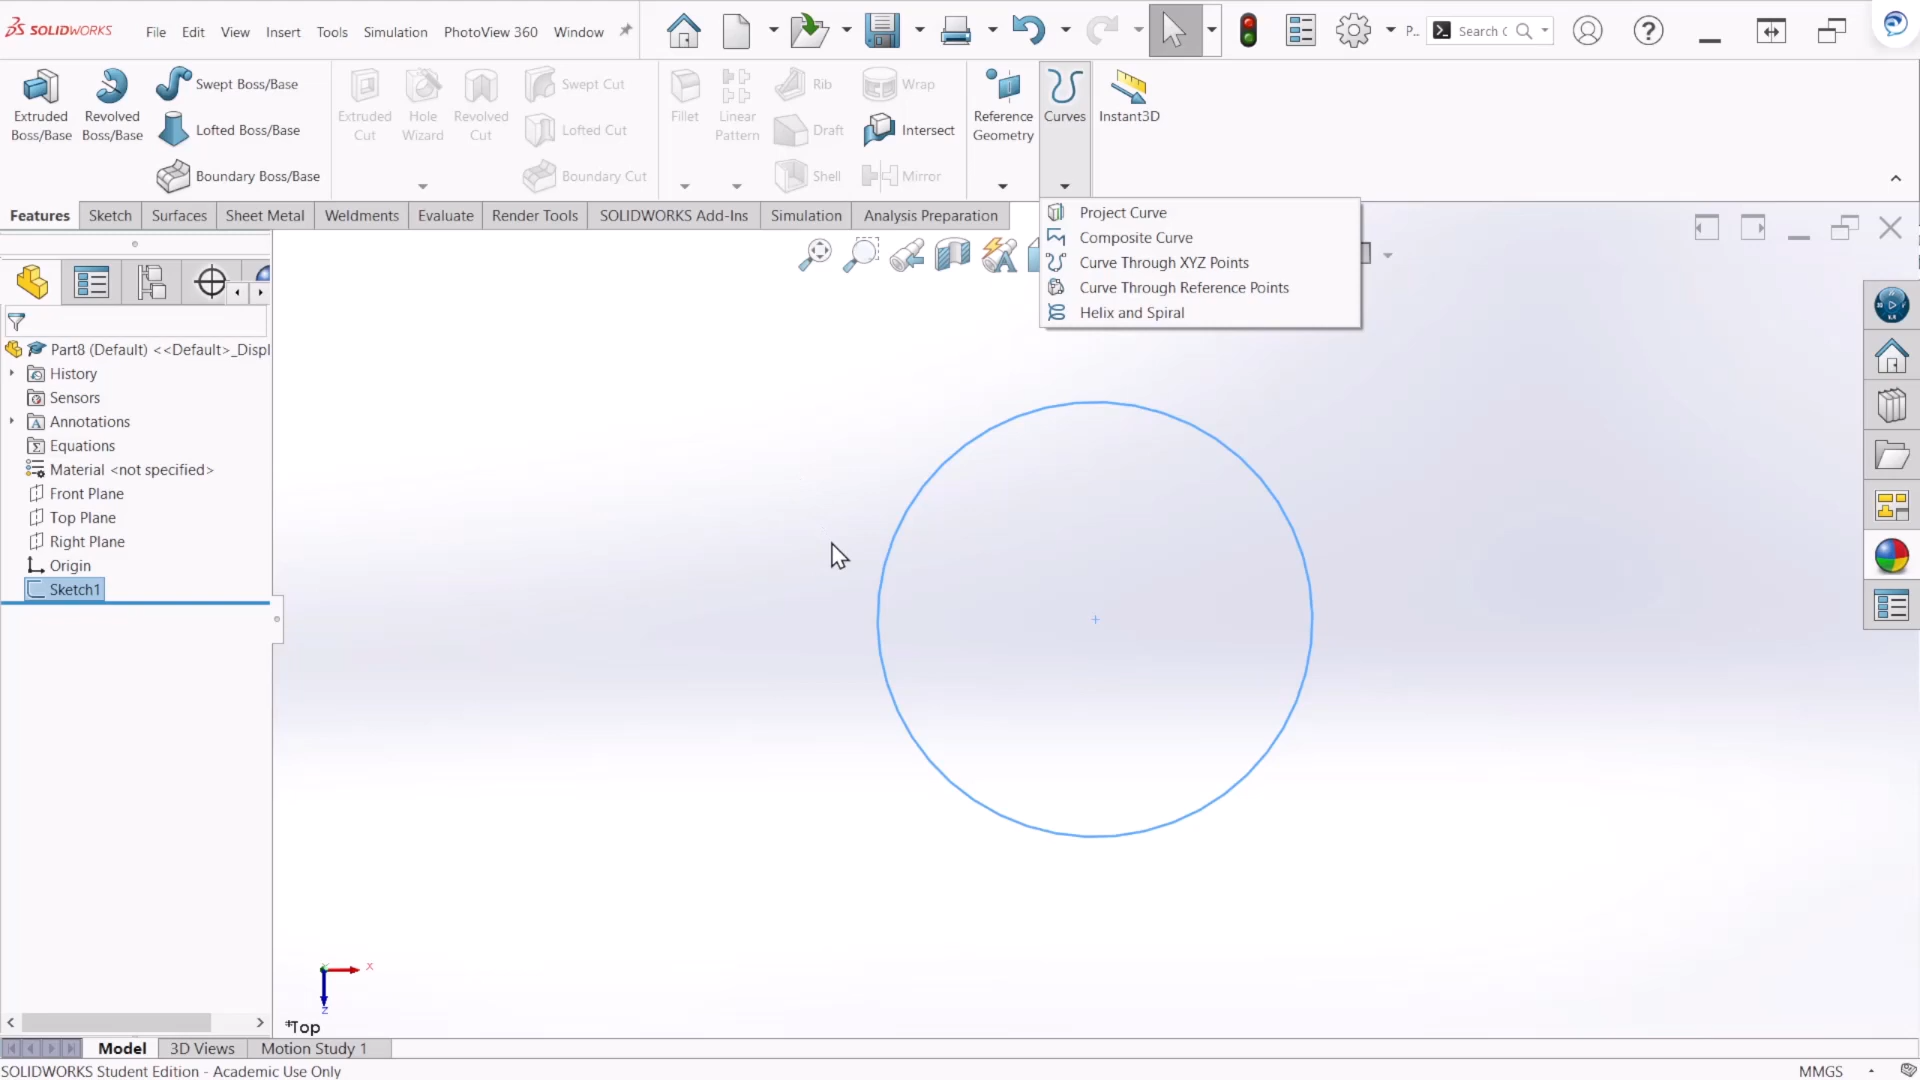 SOLIDWORKS File Edit View Insert Tools Simulation PhotoView 360 Window P.. Search C
Extruded Boss/Base
Revolved Boss/Base
Swept Boss/Base
Lofted Boss/Base
Boundary Boss/Base
Extruded Cut
Hole Wizard
Revolved Cut
Swept Cut
Lofted Cut
Boundary Cut
Fillet
Linear Pattern
Rib
Draft
Shell
Wrap
Intersect
Mirror
Reference Geometry
Curves
Instant3D
Features Sketch Surfaces Sheet Metal Weldments Evaluate Render Tools SOLIDWORKS Add-Ins Simulation Analysis Preparation
Project Curve
Composite Curve
Curve Through XYZ Points
Curve Through Reference Points
Helix and Spiral
Part8 (Default) <<Default>_Displ
History
Sensors
Annotations
Equations
Material <not specified>
Front Plane
Top Plane
Right Plane
Origin
Sketch1
x
z
*Top
Model 3D Views Motion Study 1
SOLIDWORKS Student Edition - Academic Use Only
MMGS